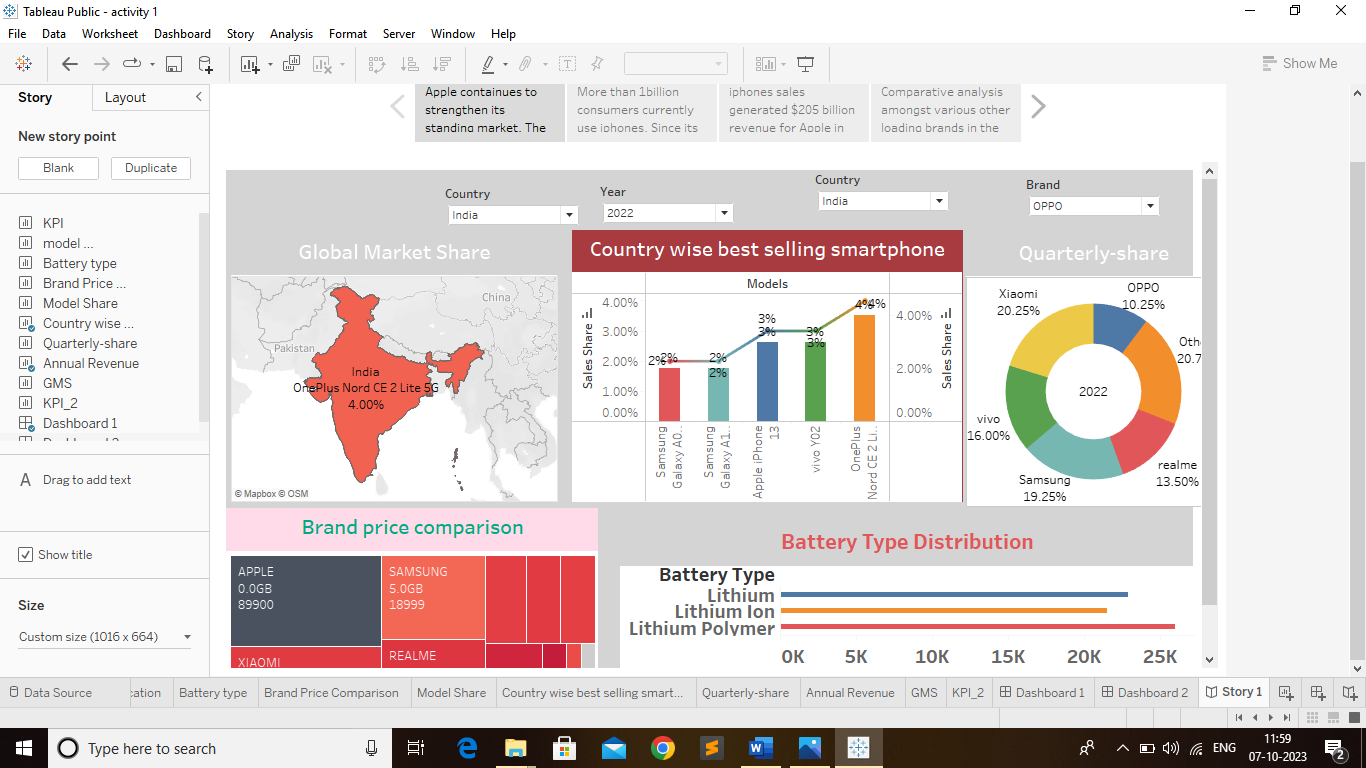 Tableau Public - activity 1
File Data Worksheet Dashboard Story Analysis Format Server Window Help
Show Me
Story Layout
New story point
Blank Duplicate
KPI
model ...
Battery type
Brand Price ...
Model Share
Country wise ...
Quarterly-share
Annual Revenue
GMS
KPI_2
Dashboard 1
A Drag to add text
Show title
Size
Custom size (1016 x 664)
Apple containues to
strengthen its
standing market. The
More than 1billion
consumers currently
use iphones. Since its
iphones sales
generated $205 billion
revenue for Apple in
Comparative analysis
amongst various other
loading brands in the
Country
India
Year
2022
Country
India
Brand
OPPO
Global Market Share
China
Pakistan
India
OnePlus Nord CE 2 Lite 5G
4.00%
© Mapbox © OSM
Country wise best selling smartphone
Models
Sales Share
4.00%
3.00%
2.00%
1.00%
0.00%
2% 2%
2%
2%
3%
3%
3%
3%
4% 4%
4.00%
2.00%
0.00%
Sales Share
Samsung
Galaxy A0..
Samsung
Galaxy A1..
Apple iPhone
13
vivo Y02
OnePlus
Nord CE 2 Li..
Quarterly-share
OPPO
10.25%
Xiaomi
20.25%
Oth
20.7
2022
vivo
16.00%
realme
13.50%
Samsung
19.25%
Brand price comparison
APPLE
0.0GB
89900
SAMSUNG
5.0GB
18999
XIAOMI
REALME
Battery Type Distribution
Battery Type
Lithium
Lithium Ion
Lithium Polymer
0K 5K 10K 15K 20K 25K
Data Source cation Battery type Brand Price Comparison Model Share Country wise best selling smart... Quarterly-share Annual Revenue GMS KPI_2 Dashboard 1 Dashboard 2 Story 1
Type here to search
ENG
11:59
07-10-2023
2